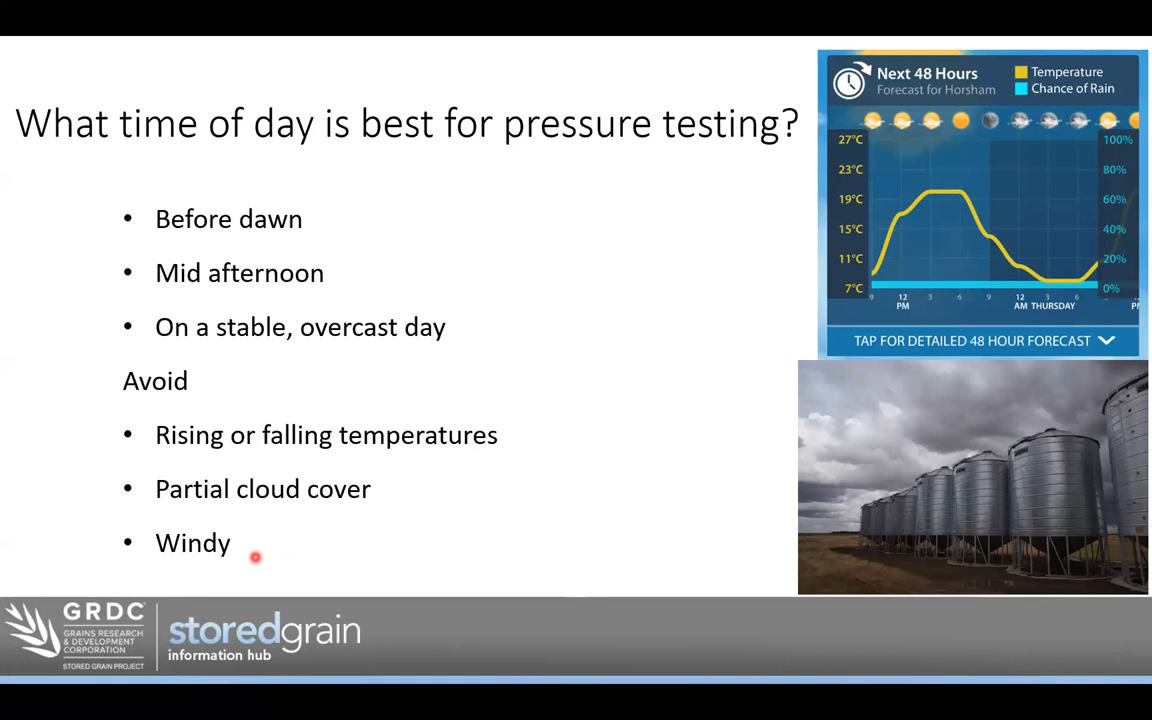 What time of day is best for pressure testing?
• Before dawn
• Mid afternoon
• On a stable, overcast day
Avoid
• Rising or falling temperatures
• Partial cloud cover
• Windy
Next 48 Hours
Forecast for Horsham
Temperature
Chance of Rain
27°C
23°C
19°C
15°C
11°C
7°C
100%
80%
60%
40%
20%
0%
9 12 3 6 9 12 3 6
PM AM THURSDAY
TAP FOR DETAILED 48 HOUR FORECAST
GRDC
GRAINS RESEARCH
& DEVELOPMENT
CORPORATION
STORED GRAIN PROJECT
storedgrain
information hub